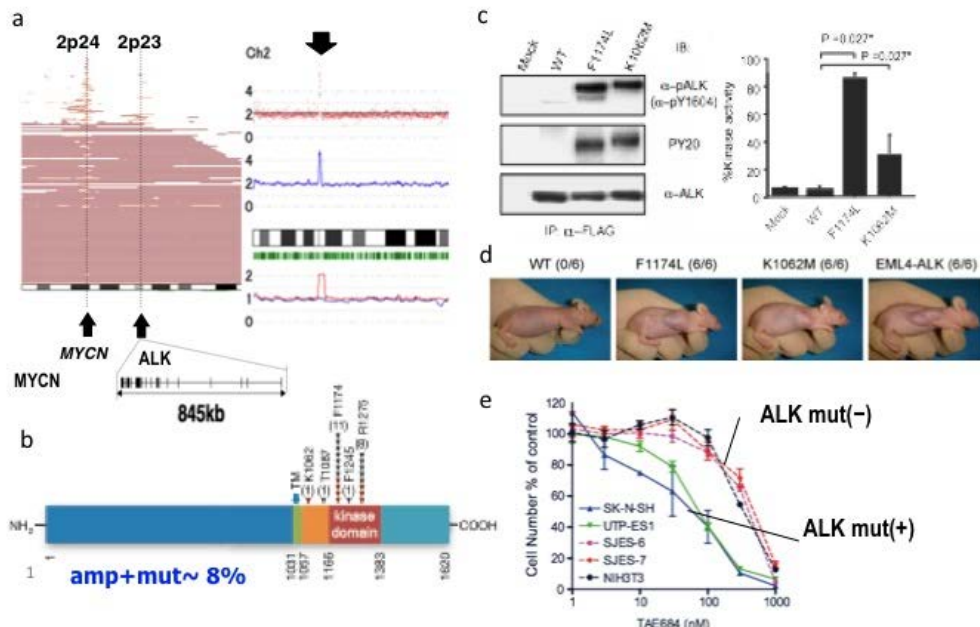 a
2p24 2p23
Ch2
4
2
0
4
2
0
2
1
0
MYCN
ALK
MYCN
845kb
b
TM
K1062
T1087
F1174
F1245
R1275
NH₂
kinase
domain
COOH
1
1031
1057
1166
1383
1620
1
amp+mut~ 8%
c
Mock
WT
F1174L
K1062M
IB:
α-pALK
(α-pY1604)
PY20
α-ALK
IP: α-FLAG
P =0.027*
P =0.027*
%Kinase activity
100
80
60
40
20
0
Mock
WT
F1174L
K1062M
d
WT (0/6)
F1174L (6/6)
K1062M (6/6)
EML4-ALK (6/6)
e
Cell Number % of control
120
100
80
60
40
20
0
SK-N-SH
UTP-ES1
SJES-6
SJES-7
NIH3T3
ALK mut(−)
ALK mut(+)
1 10 100 1000
TAE684 (nM)